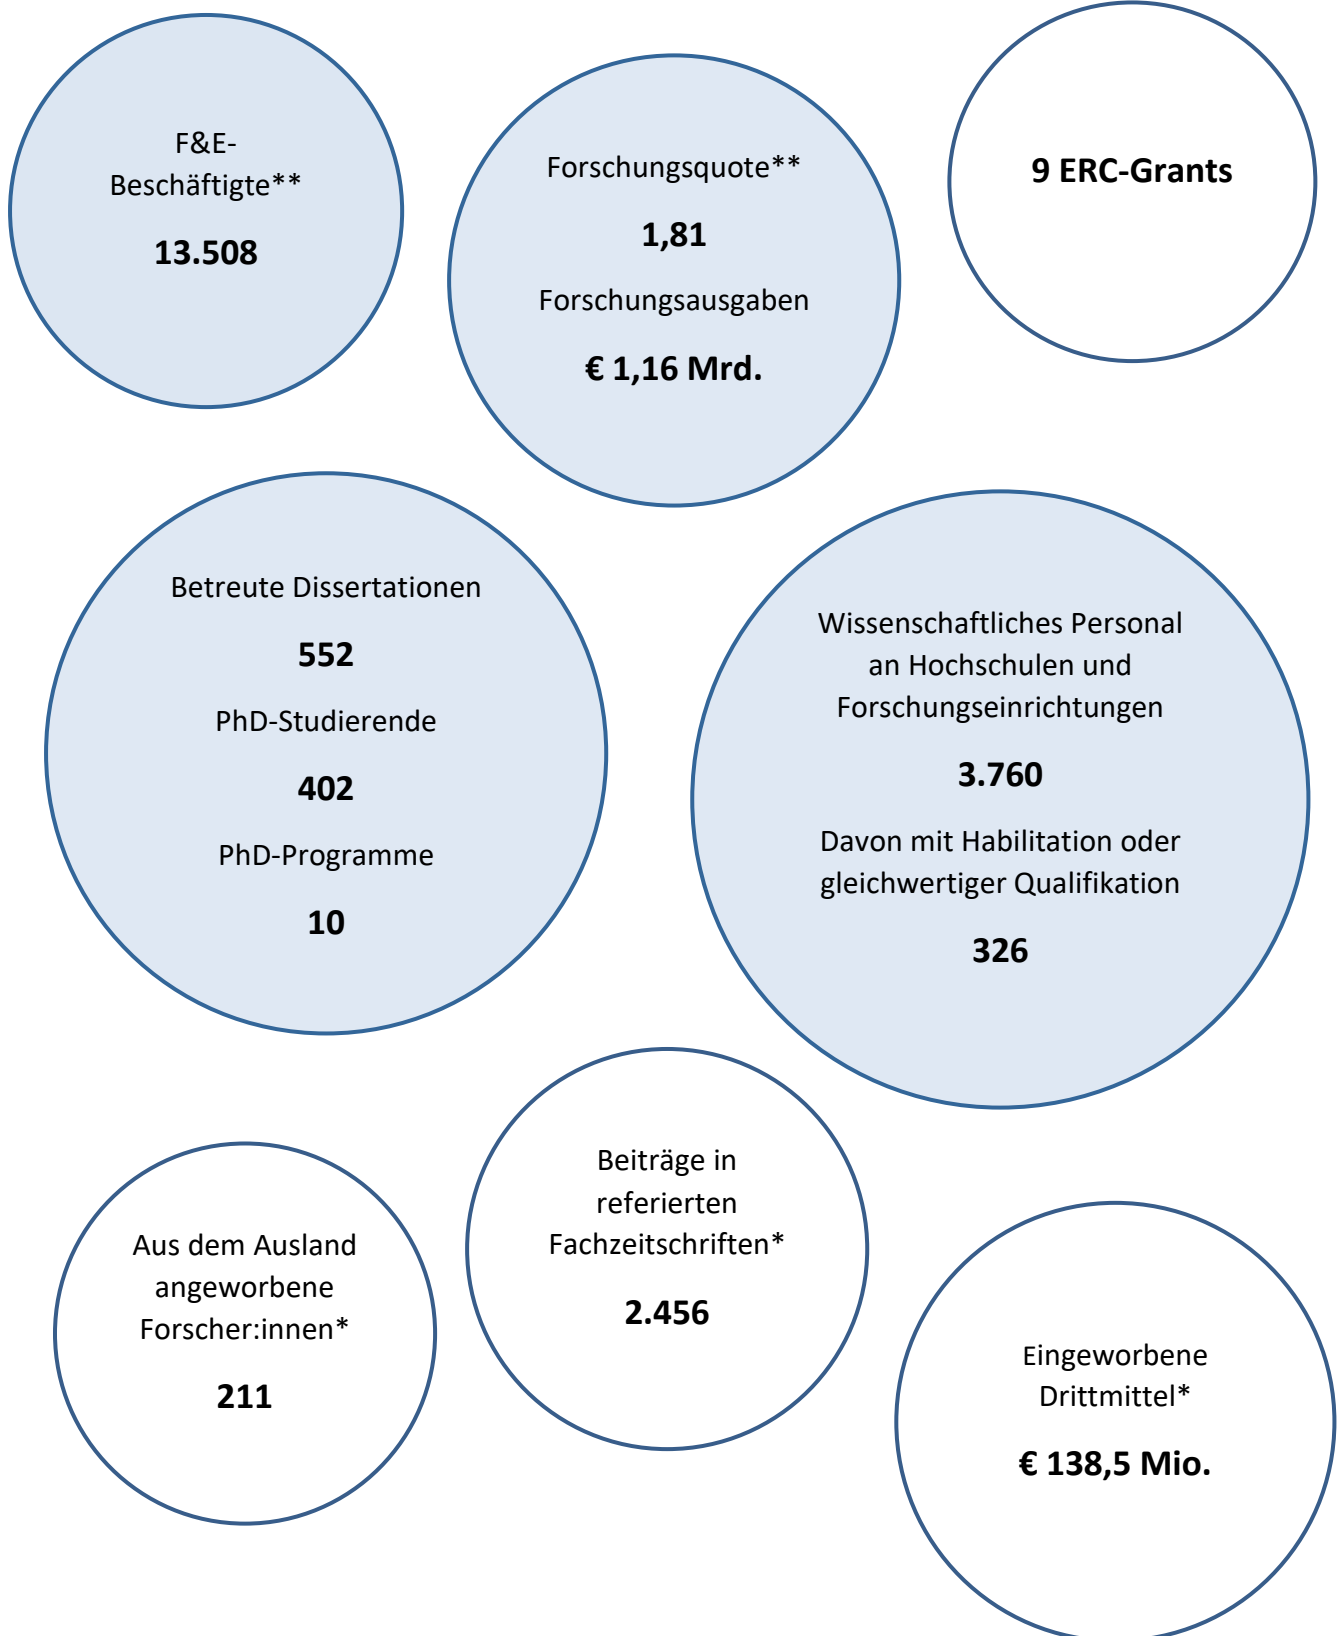 F&E-
Beschäftigte**
13.508
Forschungsquote**
1,81
Forschungsausgaben
€ 1,16 Mrd.
9 ERC-Grants
Betreute Dissertationen
552
PhD-Studierende
402
PhD-Programme
10
Wissenschaftliches Personal
an Hochschulen und
Forschungseinrichtungen
3.760
Davon mit Habilitation oder
gleichwertiger Qualifikation
326
Aus dem Ausland
angeworbene
Forscher:innen*
211
Beiträge in
referierten
Fachzeitschriften*
2.456
Eingeworbene
Drittmittel*
€ 138,5 Mio.